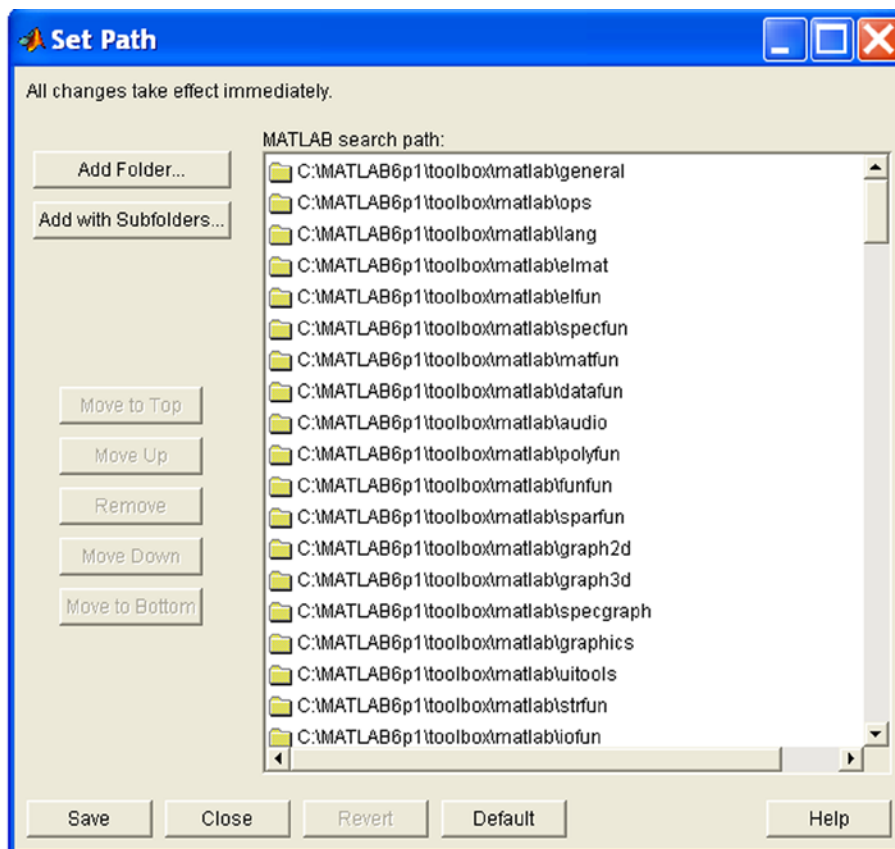 Set Path
All changes take effect immediately.
MATLAB search path:
Add Folder...
Add with Subfolders...
Move to Top
Move Up
Remove
Move Down
Move to Bottom
C:\MATLAB6p1\toolbox\matlab\general
C:\MATLAB6p1\toolbox\matlab\ops
C:\MATLAB6p1\toolbox\matlab\lang
C:\MATLAB6p1\toolbox\matlab\elmat
C:\MATLAB6p1\toolbox\matlab\elfun
C:\MATLAB6p1\toolbox\matlab\specfun
C:\MATLAB6p1\toolbox\matlab\matfun
C:\MATLAB6p1\toolbox\matlab\datafun
C:\MATLAB6p1\toolbox\matlab\audio
C:\MATLAB6p1\toolbox\matlab\polyfun
C:\MATLAB6p1\toolbox\matlab\funfun
C:\MATLAB6p1\toolbox\matlab\sparfun
C:\MATLAB6p1\toolbox\matlab\graph2d
C:\MATLAB6p1\toolbox\matlab\graph3d
C:\MATLAB6p1\toolbox\matlab\specgraph
C:\MATLAB6p1\toolbox\matlab\graphics
C:\MATLAB6p1\toolbox\matlab\uitools
C:\MATLAB6p1\toolbox\matlab\strfun
C:\MATLAB6p1\toolbox\matlab\iofun
Save
Close
Revert
Default
Help